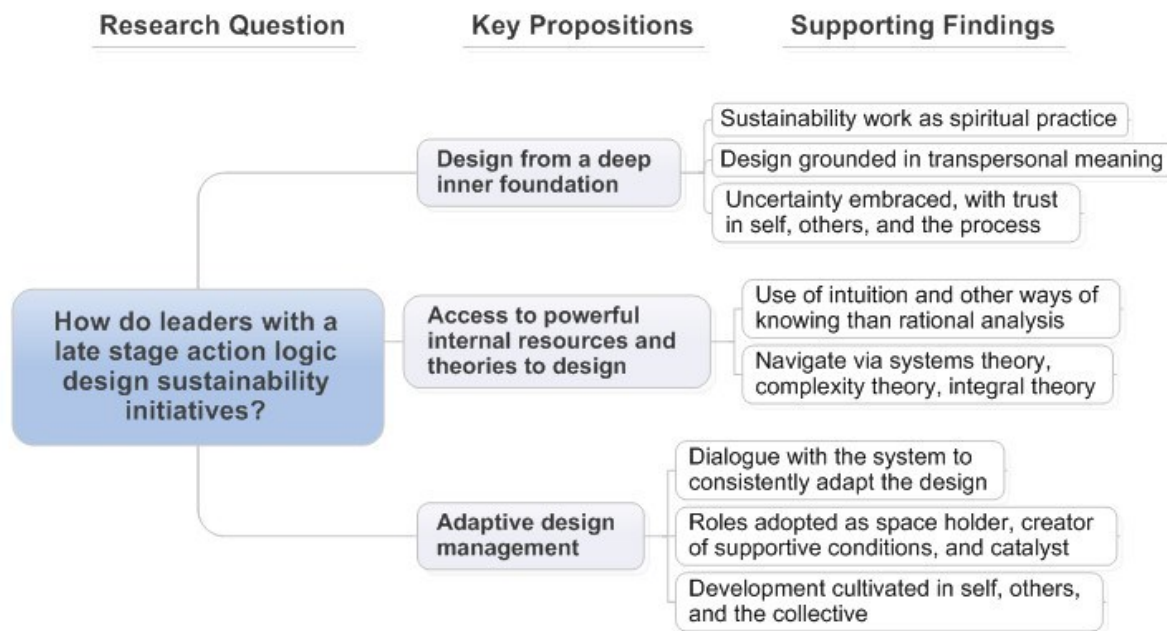 Research Question
Key Propositions
Supporting Findings
How do leaders with a
late stage action logic
design sustainability
initiatives?
Design from a deep
inner foundation
Sustainability work as spiritual practice
Design grounded in transpersonal meaning
Uncertainty embraced, with trust
in self, others, and the process
Access to powerful
internal resources and
theories to design
Use of intuition and other ways of
knowing than rational analysis
Navigate via systems theory,
complexity theory, integral theory
Adaptive design
management
Dialogue with the system to
consistently adapt the design
Roles adopted as space holder, creator
of supportive conditions, and catalyst
Development cultivated in self, others,
and the collective